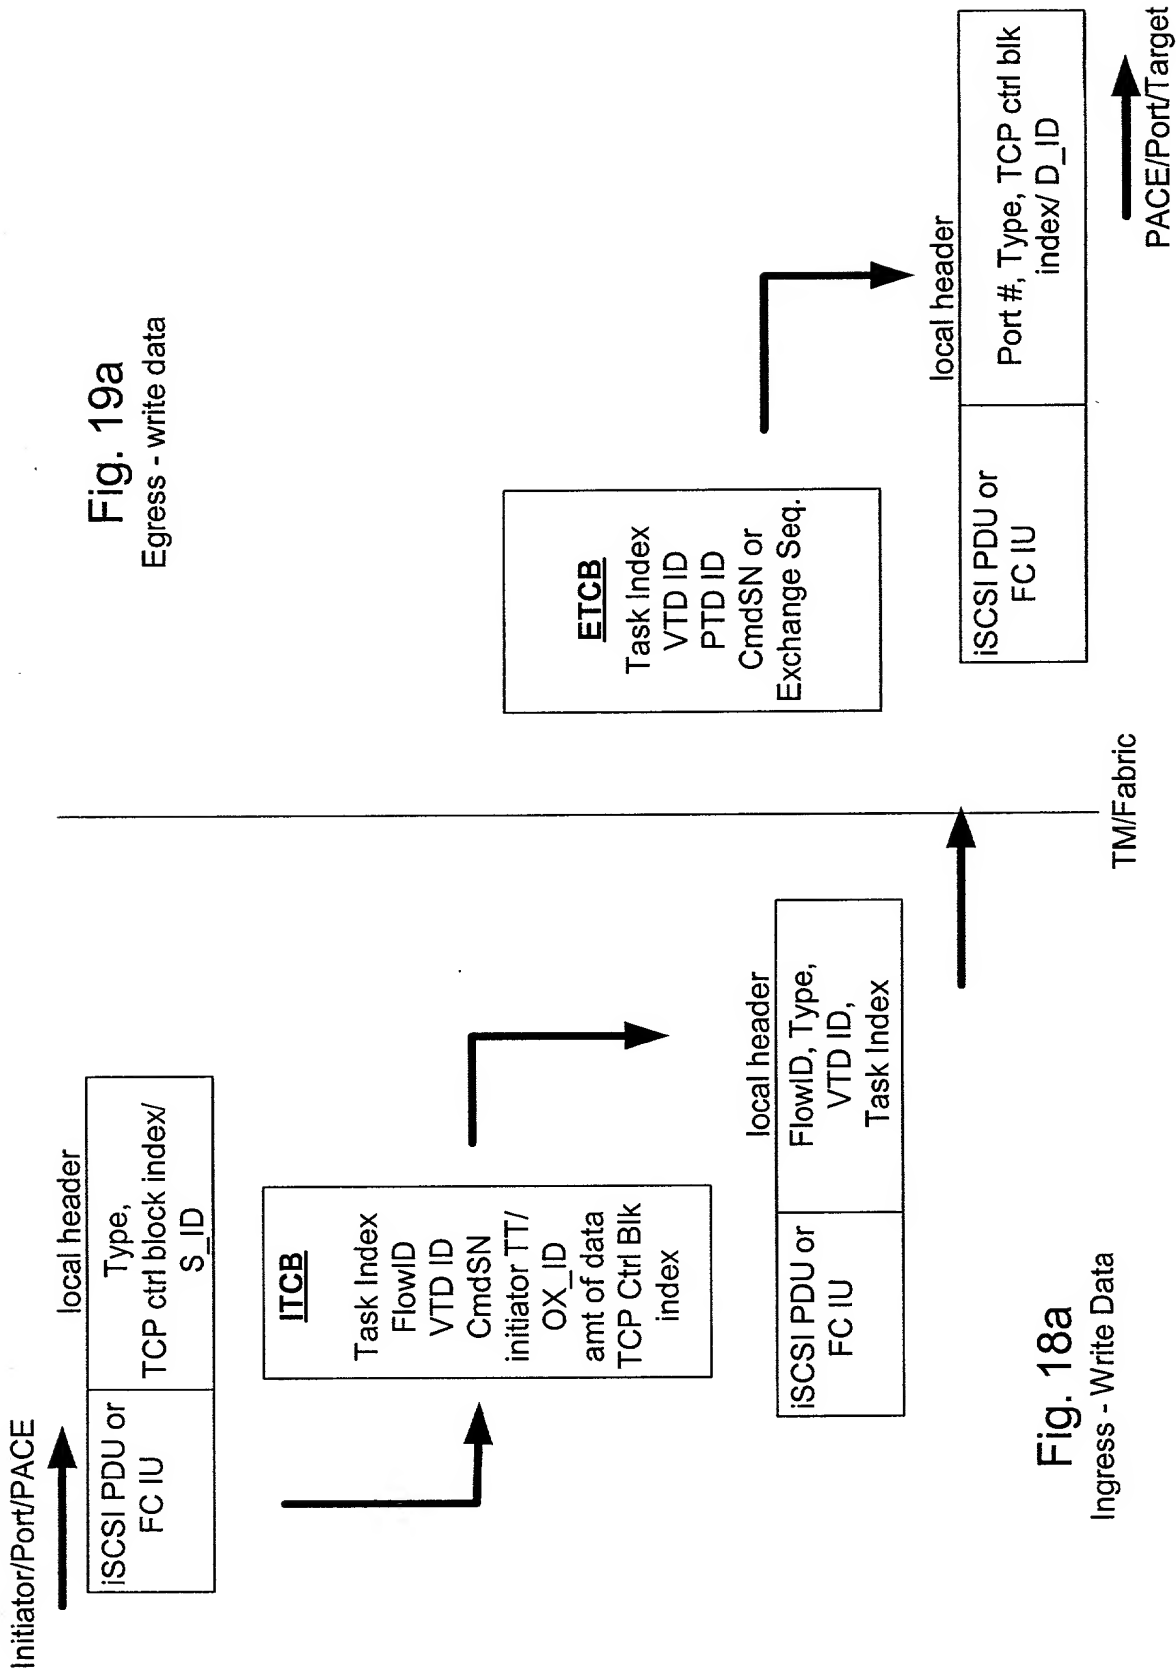 Initiator/Port/PACE
local header
iSCSI PDU or
FC IU
Type,
TCP ctrl block index/
S_ID
ITCB
Task Index
FlowID
VTD ID
CmdSN
initiator TT/
OX_ID
amt of data
TCP Ctrl Blk
index
local header
iSCSI PDU or
FC IU
FlowID, Type,
VTD ID,
Task Index
Fig. 18a
Ingress - Write Data
TM/Fabric
Fig. 19a
Egress - write data
ETCB
Task Index
VTD ID
PTD ID
CmdSN or
Exchange Seq.
local header
iSCSI PDU or
FC IU
Port #, Type, TCP ctrl blk
index/ D_ID
PACE/Port/Target